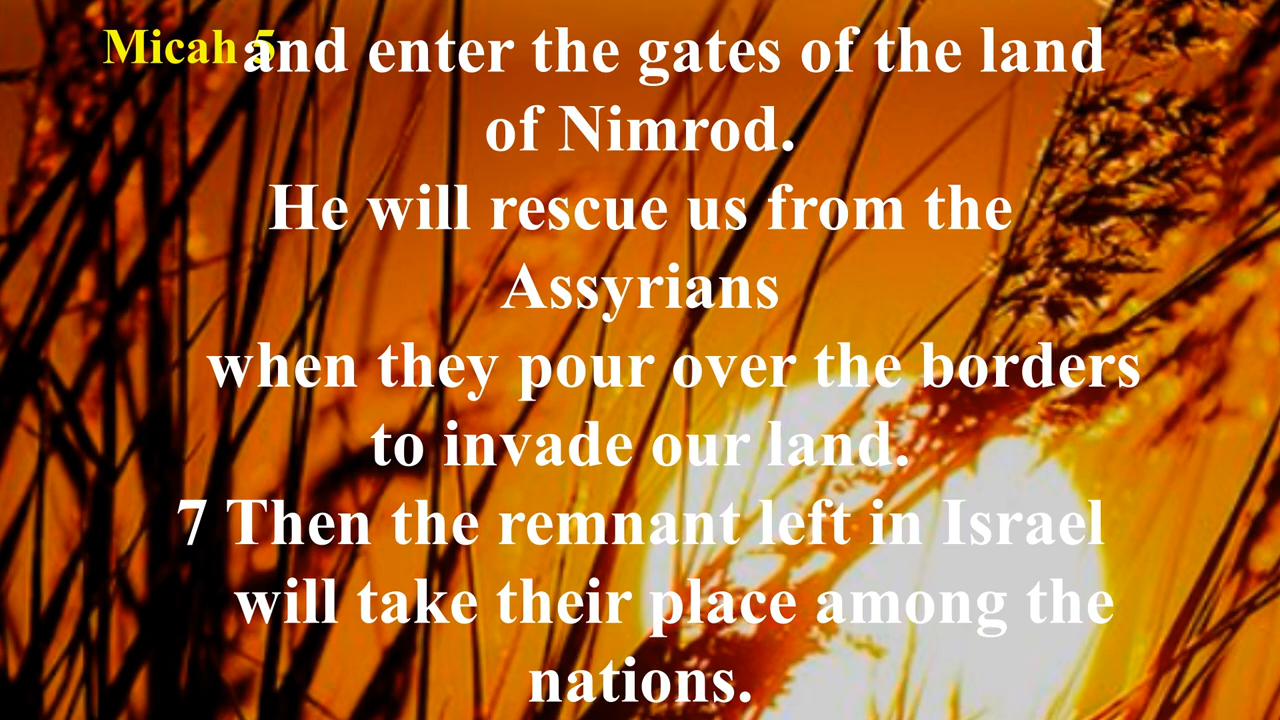 Micah 5
and enter the gates of the land
of Nimrod.
He will rescue us from the
Assyrians
when they pour over the borders
to invade our land.
7 Then the remnant left in Israel
will take their place among the
nations.